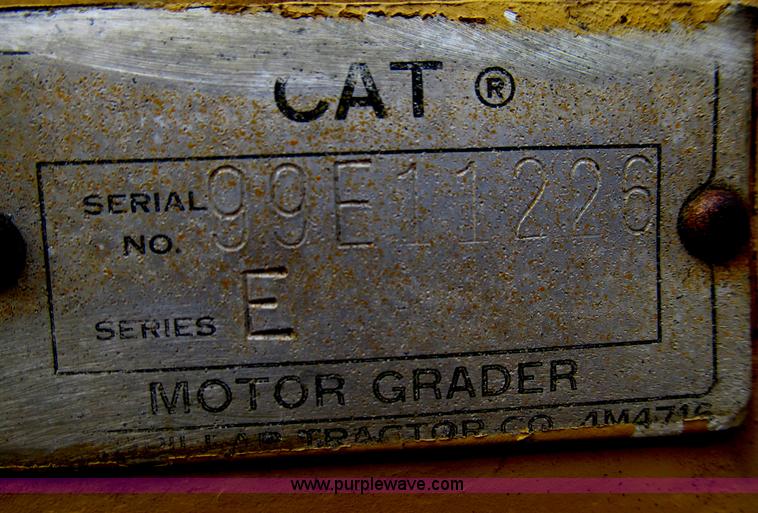 CAT ®
SERIAL NO. 99E11226
SERIES E
MOTOR GRADER
TRACTOR CO. 4M4716
www.purplewave.com